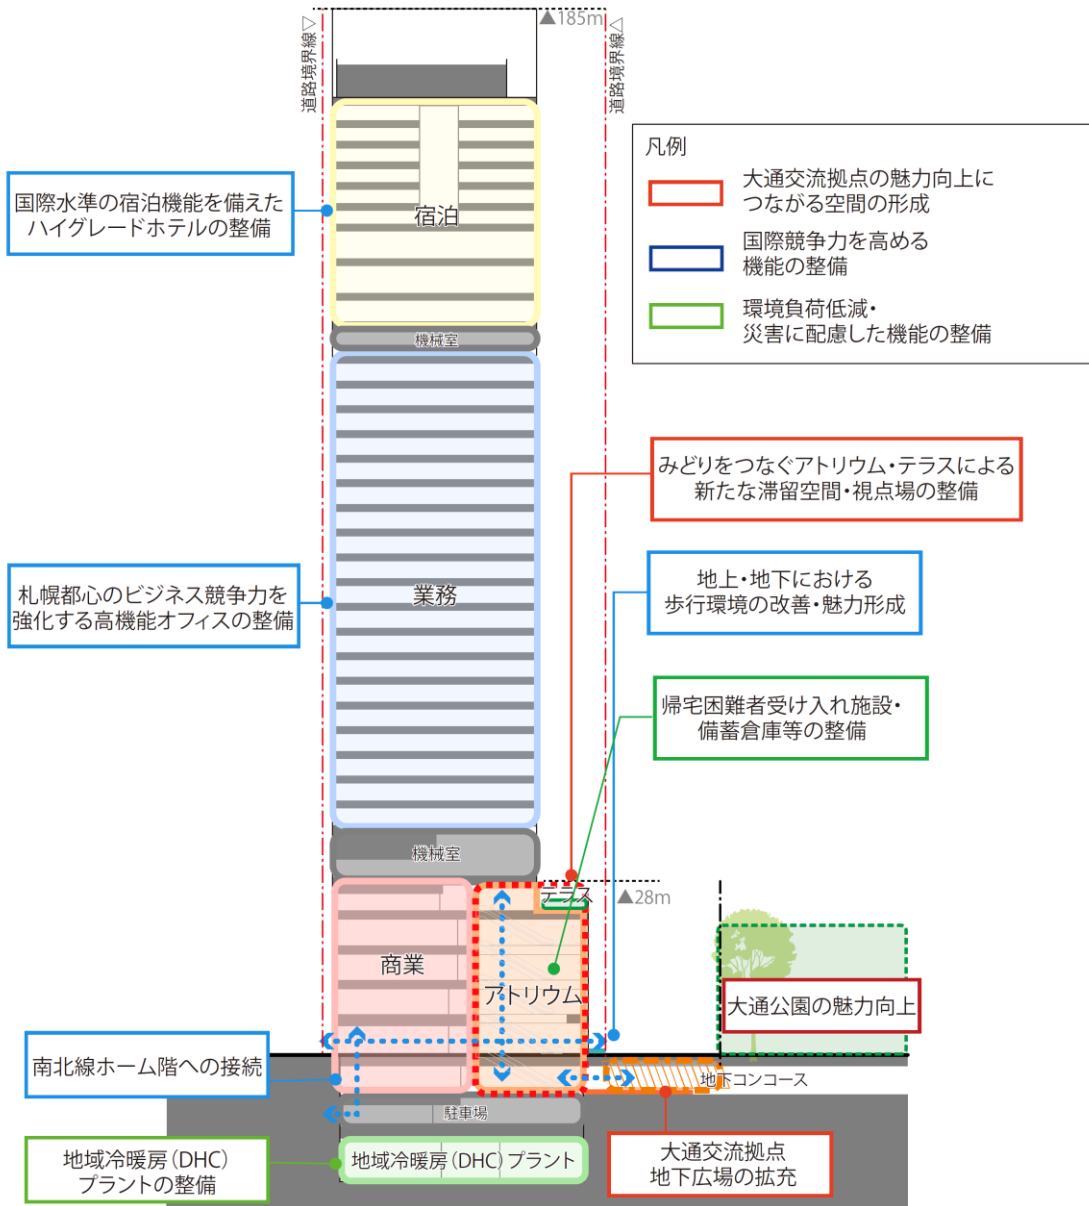 ▲185m
道路境界線▽
道路境界線△
凡例
大通交流拠点の魅力向上に
つながる空間の形成
国際競争力を高める
機能の整備
環境負荷低減・
災害に配慮した機能の整備
国際水準の宿泊機能を備えた
ハイグレードホテルの整備
宿泊
機械室
みどりをつなぐアトリウム・テラスによる
新たな滞留空間・視点場の整備
札幌都心のビジネス競争力を
強化する高機能オフィスの整備
業務
地上・地下における
歩行環境の改善・魅力形成
帰宅困難者受け入れ施設・
備蓄倉庫等の整備
機械室
テラス
▲28m
商業
アトリウム
大通公園の魅力向上
南北線ホーム階への接続
地下コンコース
駐車場
地域冷暖房（DHC）
プラントの整備
地域冷暖房（DHC）プラント
大通交流拠点
地下広場の拡充